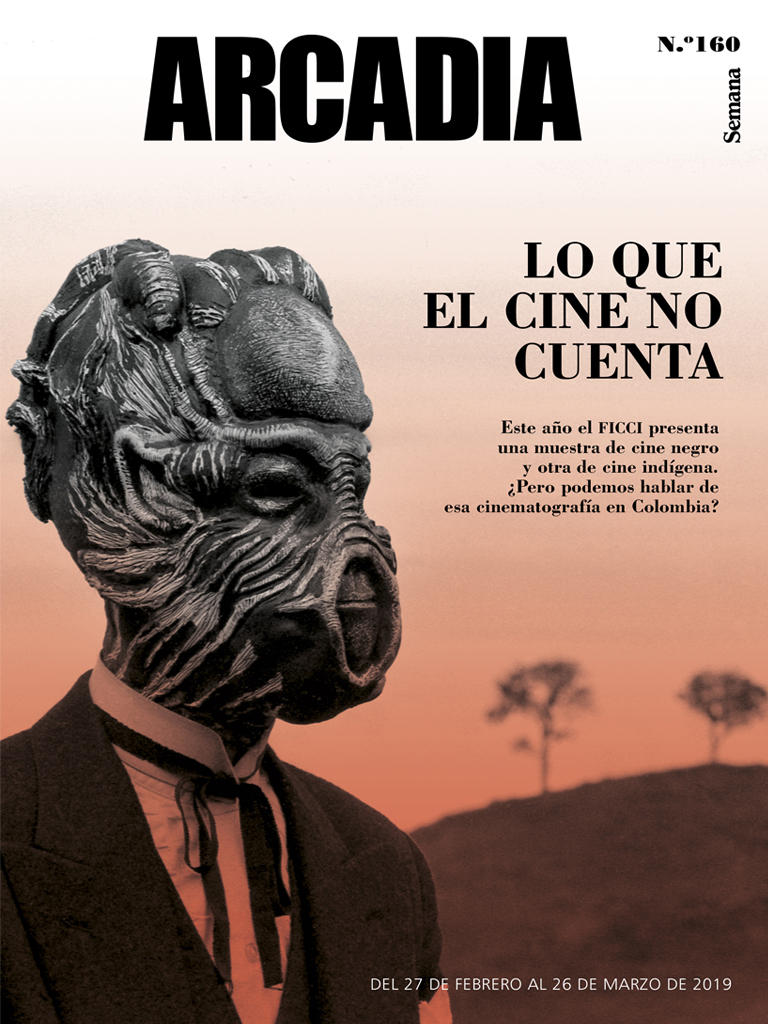 ARCADIA
N.º160
Semana
LO QUE
EL CINE NO
CUENTA
Este año el FICCI presenta
una muestra de cine negro
y otra de cine indígena.
¿Pero podemos hablar de
esa cinematografía en Colombia?
DEL 27 DE FEBRERO AL 26 DE MARZO DE 2019